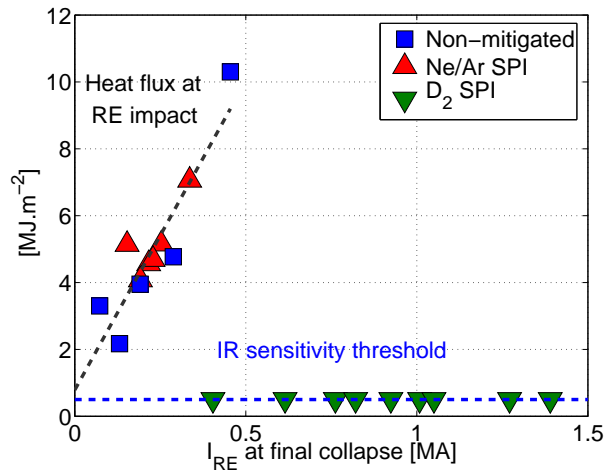 12
10
8
6
4
2
0
0
0.5
1
1.5
[MJ.m⁻²]
I_RE at final collapse [MA]
Heat flux at
RE impact
IR sensitivity threshold
Non−mitigated
Ne/Ar SPI
D₂ SPI